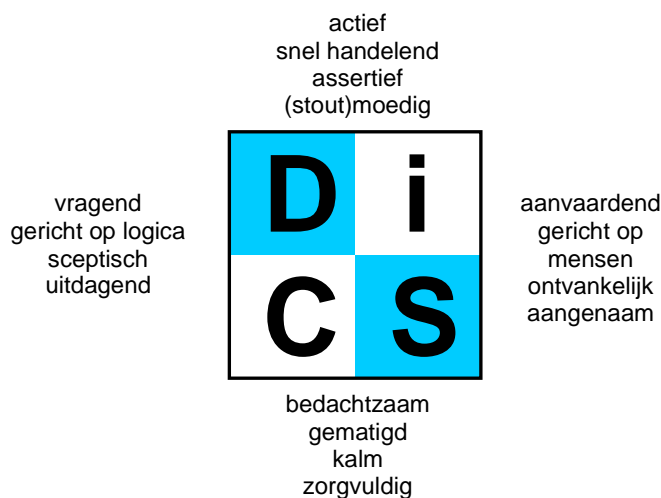 actief
snel handelend
assertief
(stout)moedig
D i
vragend
gericht op logica
sceptisch
uitdagend
aanvaardend
gericht op
mensen
ontvankelijk
aangenaam
C S
bedachtzaam
gematigd
kalm
zorgvuldig